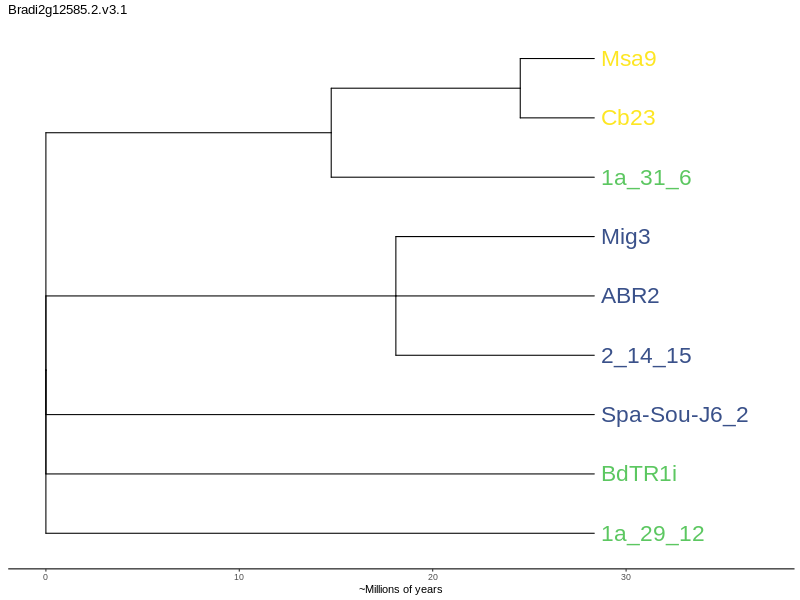 Bradi2g12585.2.v3.1
Msa9
Cb23
1a_31_6
Mig3
ABR2
2_14_15
Spa-Sou-J6_2
BdTR1i
1a_29_12
0 10 20 30
~Millions of years